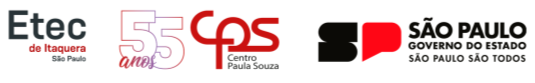 Etec
de Itaquera
São Paulo
55
anos
CPS
Centro
Paula Souza
SP
SÃO PAULO
GOVERNO DO ESTADO
SÃO PAULO SÃO TODOS